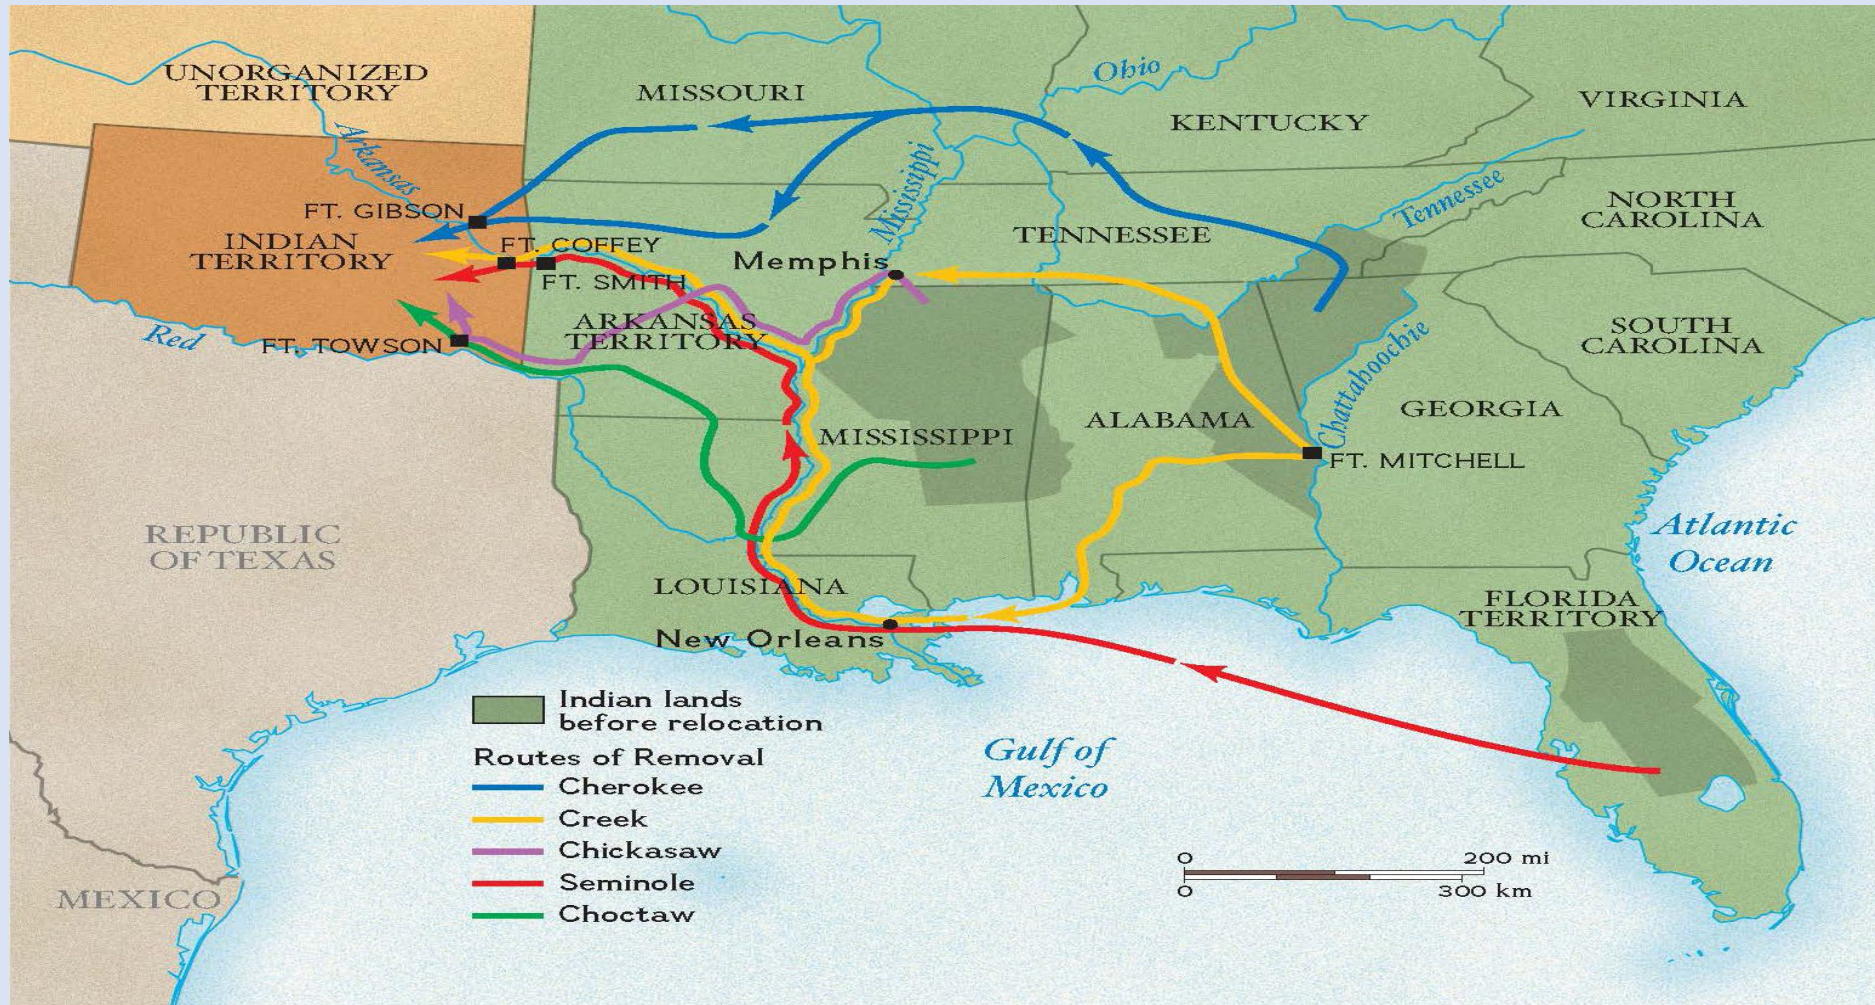 UNORGANIZED
TERRITORY
MISSOURI
Ohio
KENTUCKY
VIRGINIA
Arkansas
Mississippi
Tennessee
NORTH
CAROLINA
FT. GIBSON
INDIAN
TERRITORY
FT. COFFEY
FT. SMITH
Memphis
TENNESSEE
Red
FT. TOWSON
ARKANSAS
TERRITORY
SOUTH
CAROLINA
Chattahoochie
MISSISSIPPI
ALABAMA
GEORGIA
FT. MITCHELL
REPUBLIC
OF TEXAS
Atlantic
Ocean
LOUISIANA
New Orleans
FLORIDA
TERRITORY
Indian lands
before relocation
Routes of Removal
Cherokee
Creek
Chickasaw
Seminole
Choctaw
Gulf of
Mexico
MEXICO
0 200 mi
0 300 km